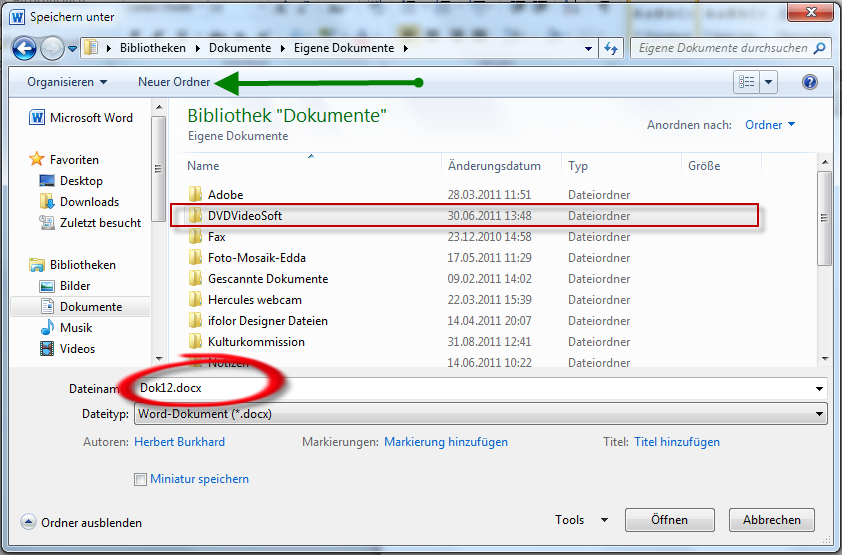 Speichern unter
Bibliotheken Dokumente Eigene Dokumente Eigene Dokumente durchsuchen
Organisieren Neuer Ordner
Microsoft Word
Favoriten
Desktop
Downloads
Zuletzt besucht
Bibliotheken
Bilder
Dokumente
Musik
Videos
Bibliothek "Dokumente"
Eigene Dokumente
Anordnen nach: Ordner
Name Änderungsdatum Typ Größe
Adobe 28.03.2011 11:51 Dateiordner
DVDVideoSoft 30.06.2011 13:48 Dateiordner
Fax 23.12.2010 14:58 Dateiordner
Foto-Mosaik-Edda 17.05.2011 11:29 Dateiordner
Gescannte Dokumente 09.02.2011 14:02 Dateiordner
Hercules webcam 22.03.2011 15:39 Dateiordner
ifolor Designer Dateien 14.04.2011 20:07 Dateiordner
Kulturkommission 31.08.2011 12:41 Dateiordner
Notizen 14.06.2011 10:22 Dateiordner
Dateinam Dok12.docx
Dateityp: Word-Dokument (*.docx)
Autoren: Herbert Burkhard Markierungen: Markierung hinzufügen Titel: Titel hinzufügen
Miniatur speichern
Ordner ausblenden Tools Öffnen Abbrechen